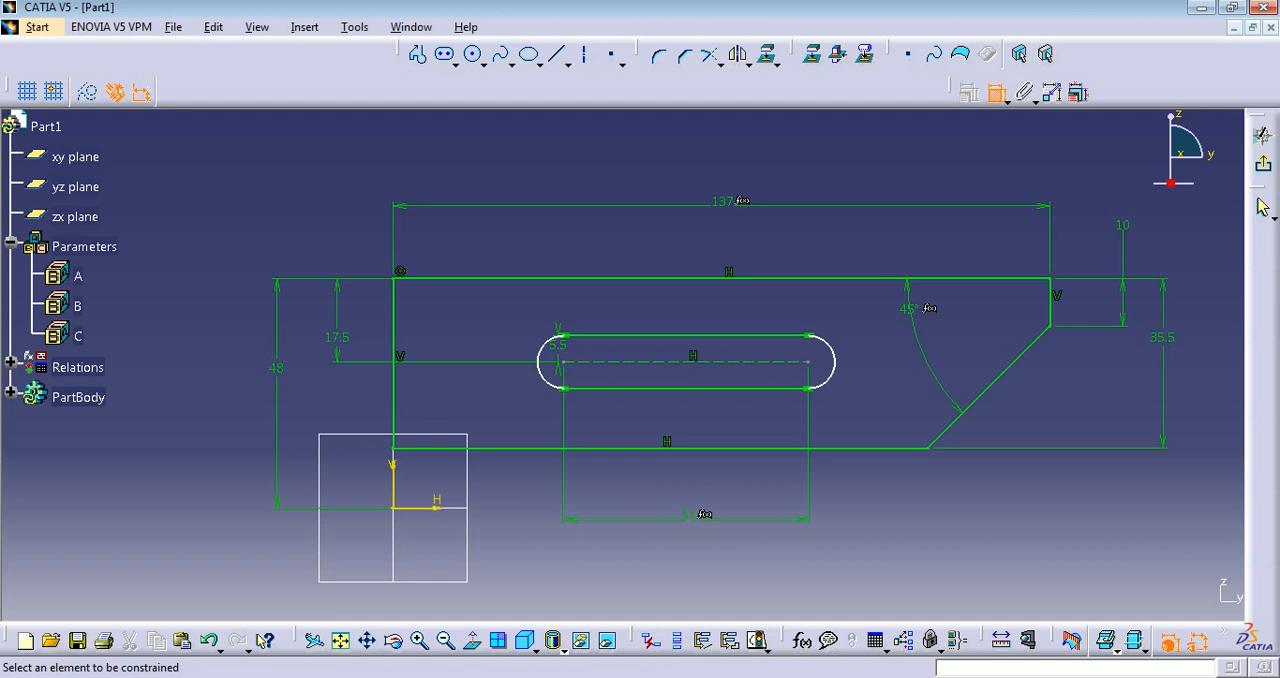 CATIA V5 - [Part1]
Start ENOVIA V5 VPM File Edit View Insert Tools Window Help
Part1
xy plane
yz plane
zx plane
Parameters
A
B
C
Relations
PartBody
z
x y
137 f(x)
10
H
V
45° f(x)
17.5
5.5
35.5
V
H
48
H
V
H
51 f(x)
z
y
f(x)
CATIA
Select an element to be constrained